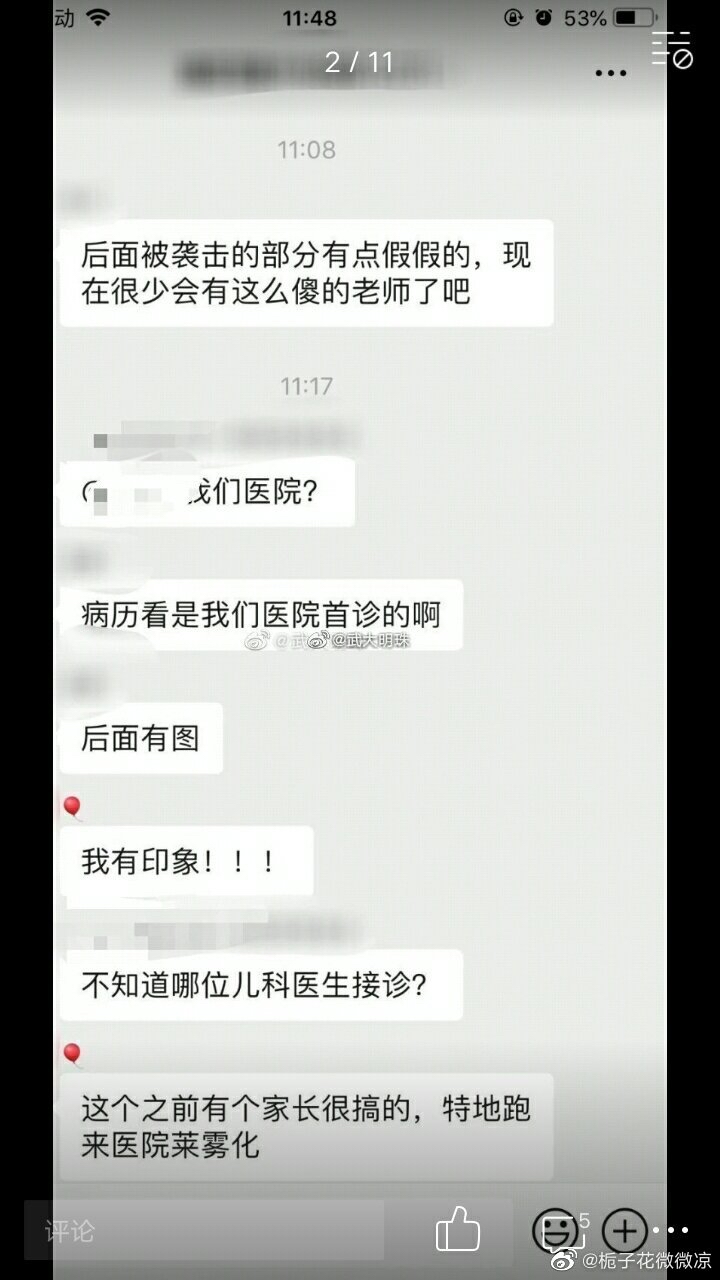 动
11:48
53%
2 / 11
11:08
后面被袭击的部分有点假假的，现
在很少会有这么傻的老师了吧
11:17
我们医院？
病历看是我们医院首诊的啊
@武大明珠
后面有图
我有印象！！！
不知道哪位儿科医生接诊？
这个之前有个家长很搞的，特地跑
来医院莱雾化
评论
5
@栀子花微微凉